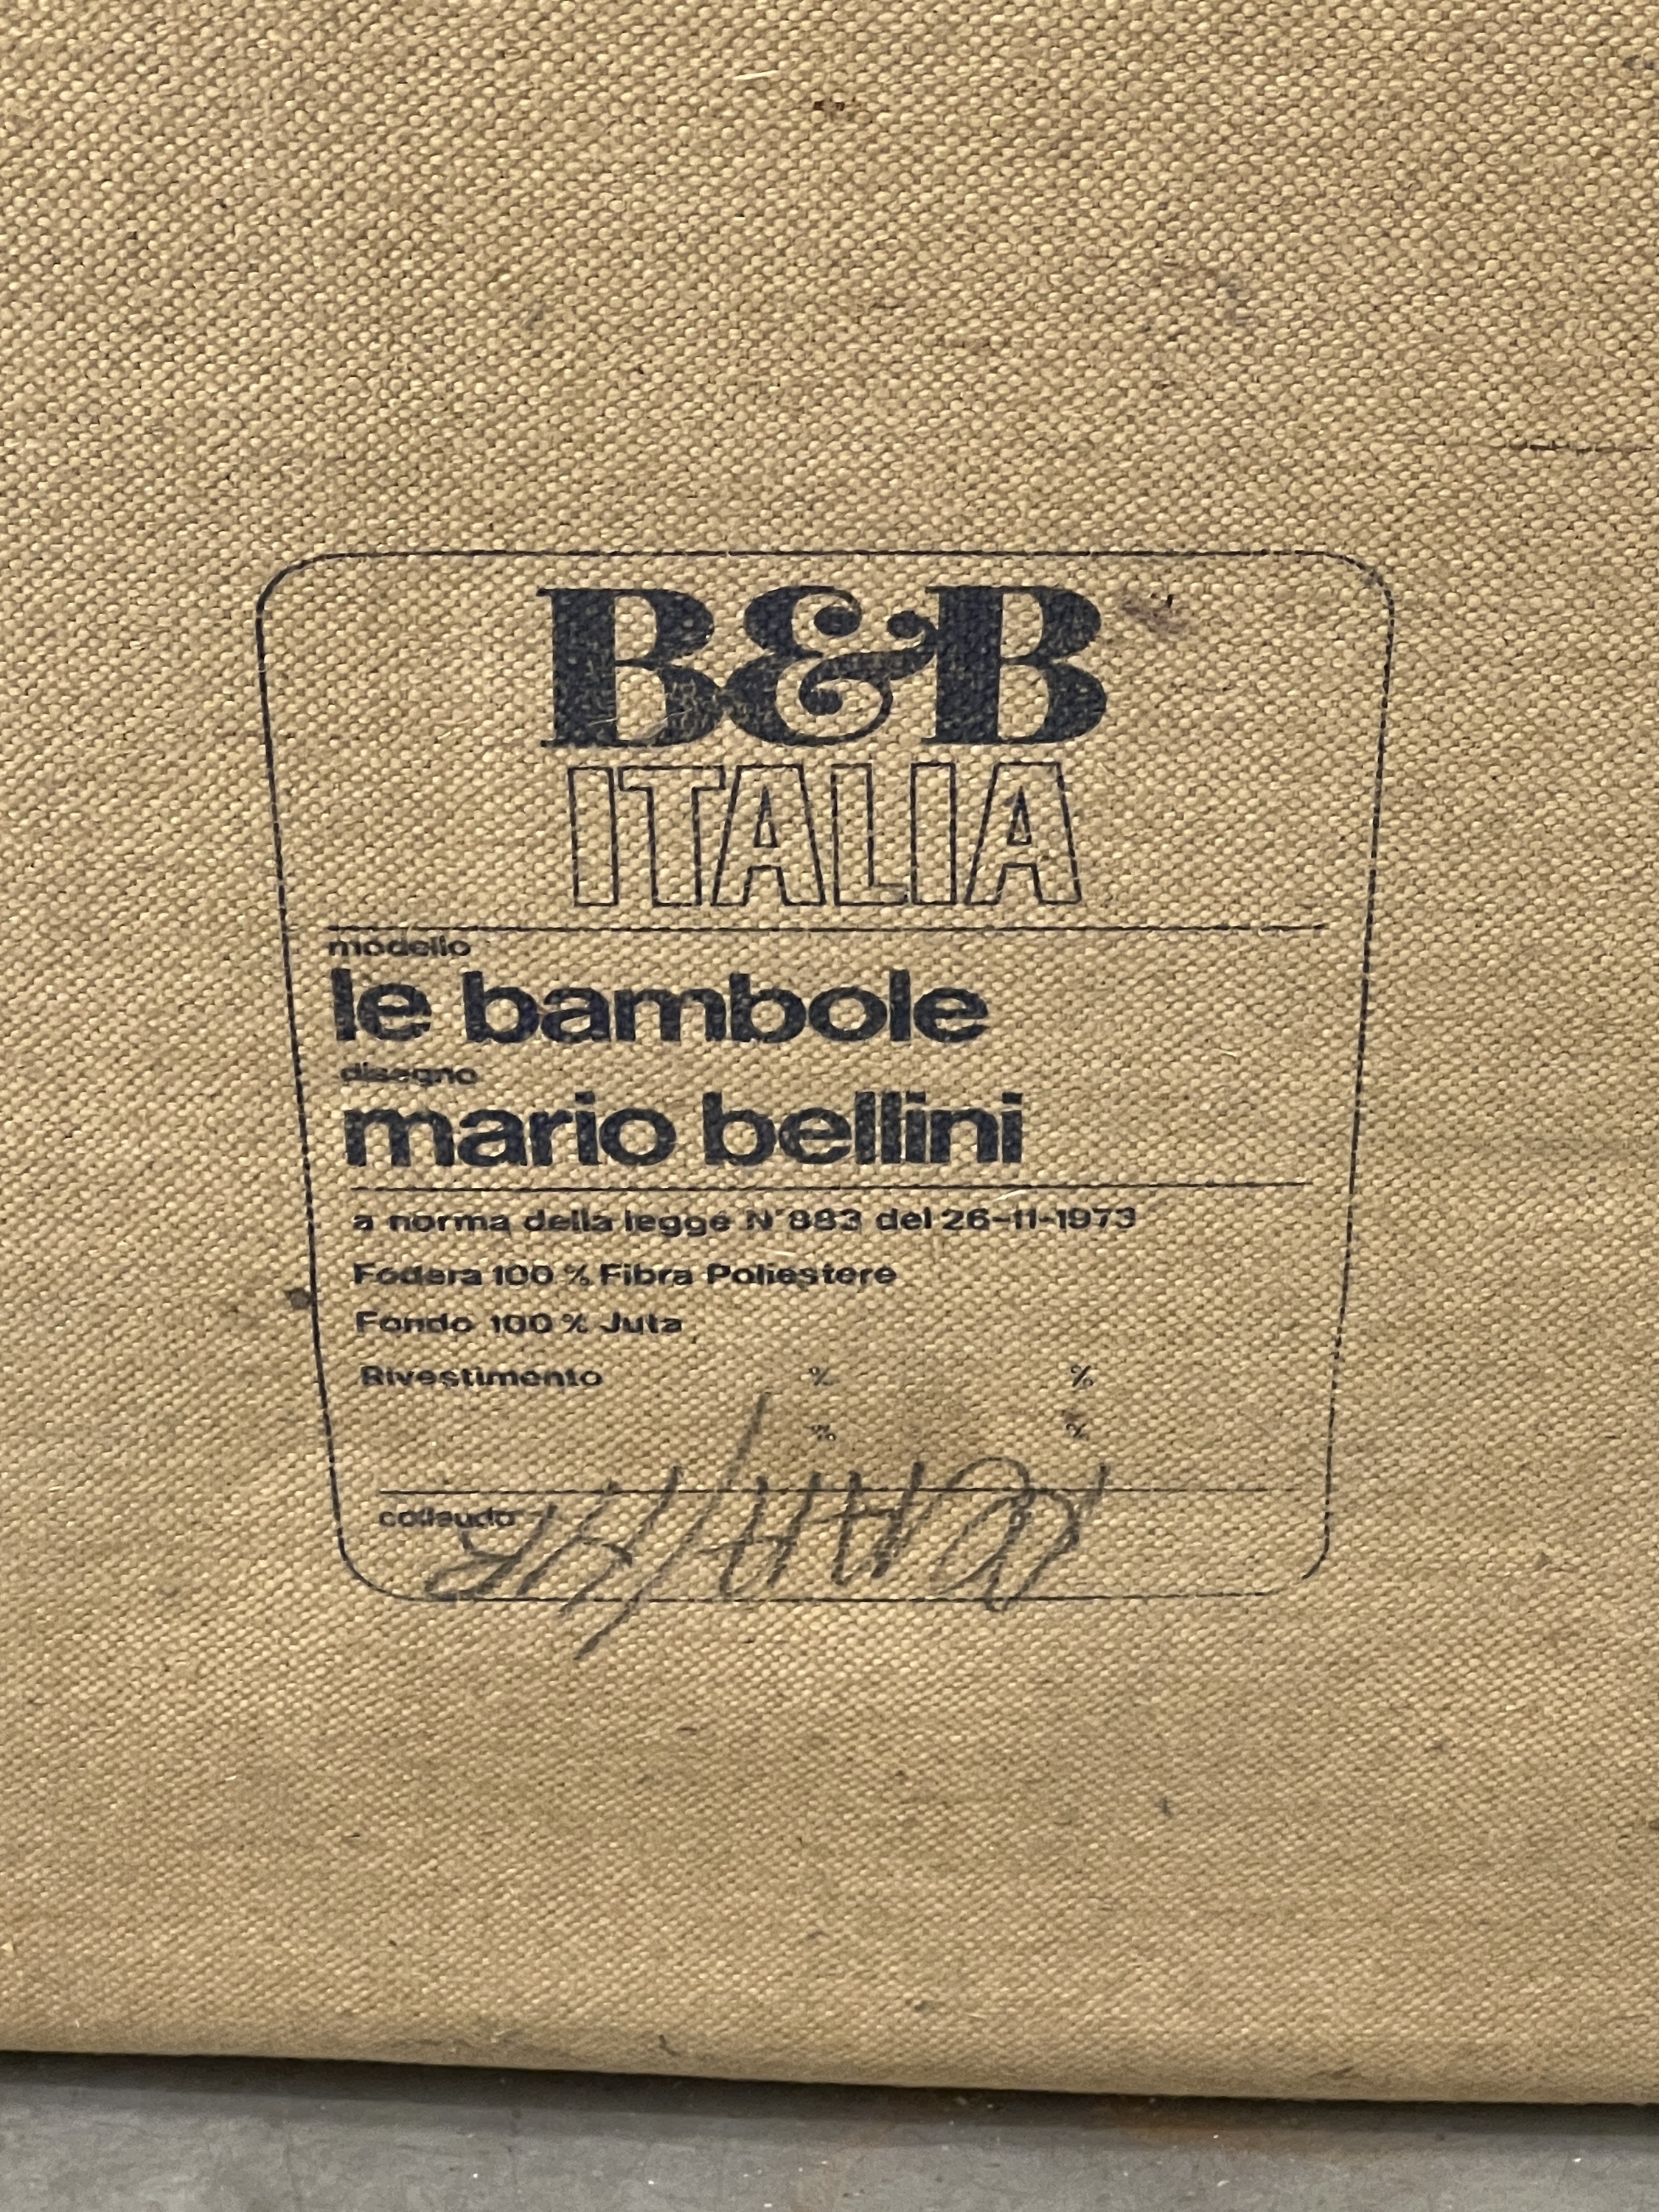 B&B
ITALIA
modello
le bambole
disegno
mario bellini
a norma della legge N°883 del 26-11-1973
Fodera 100 % Fibra Poliestere
Fondo 100 % Juta
Rivestimento % %
% %
collaudo